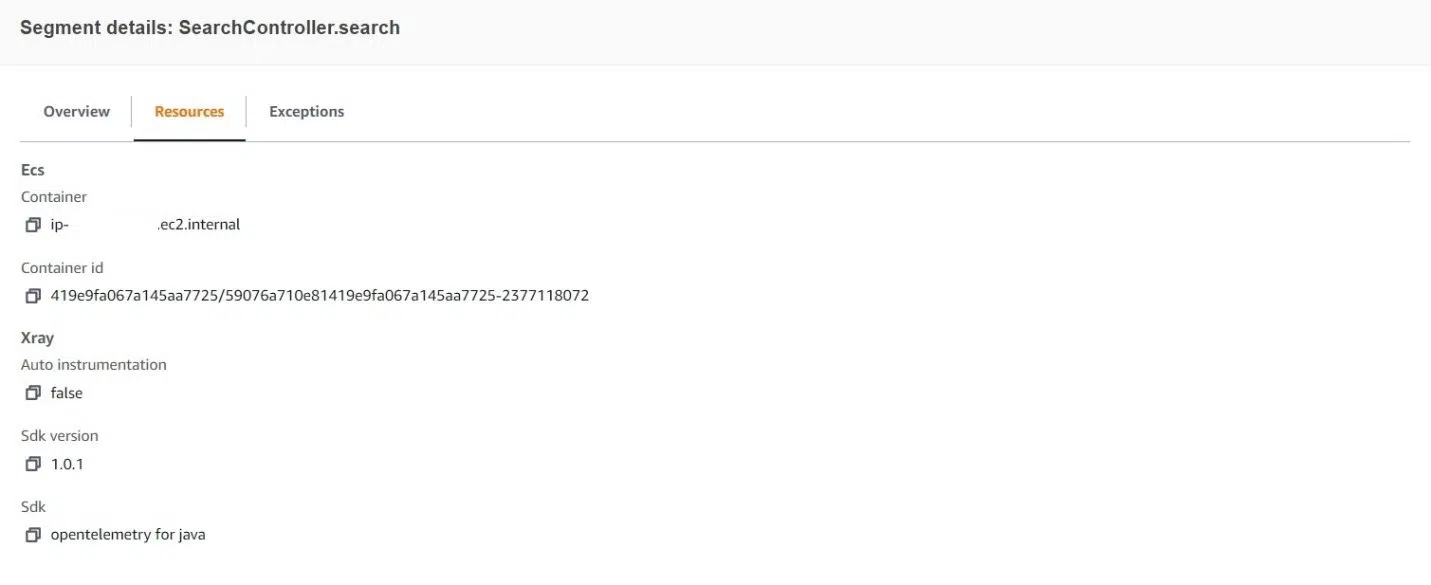 Segment details: SearchController.search
Overview Resources Exceptions
Ecs
Container
ip- .ec2.internal
Container id
419e9fa067a145aa7725/59076a710e81419e9fa067a145aa7725-2377118072
Xray
Auto instrumentation
false
Sdk version
1.0.1
Sdk
opentelemetry for java